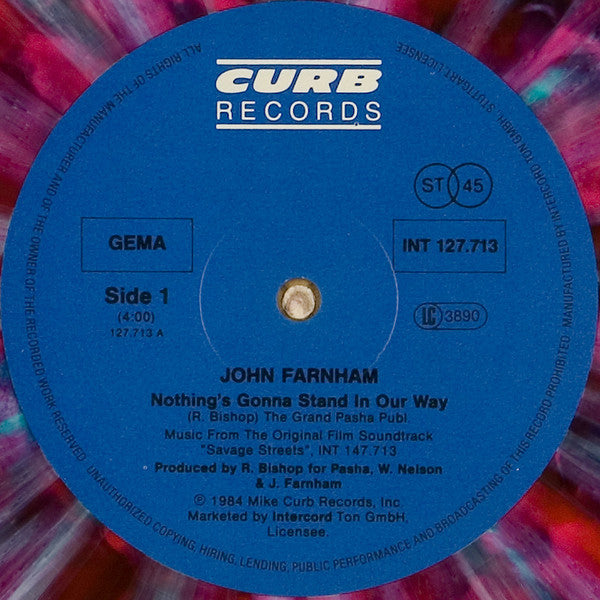 CURB
RECORDS
ST 45
GEMA
INT 127.713
Side 1
(4:00)
127.713 A
LC 3890
JOHN FARNHAM
Nothing's Gonna Stand In Our Way
(R. Bishop) The Grand Pasha Publ.
Music From The Original Film Soundtrack
"Savage Streets", INT 147.713
Produced by R. Bishop for Pasha, W. Nelson
& J. Farnham
℗ 1984 Mike Curb Records, Inc.
Marketed by Intercord Ton GmbH,
Licensee.
ALL RIGHTS OF THE MANUFACTURER AND OF THE OWNER OF THE RECORDED WORK RESERVED. UNAUTHORIZED COPYING, HIRING, LENDING, PUBLIC PERFORMANCE AND BROADCASTING OF THIS RECORD PROHIBITED. MANUFACTURED BY INTERCORD TON GMBH, STUTTGART LICENSEE.